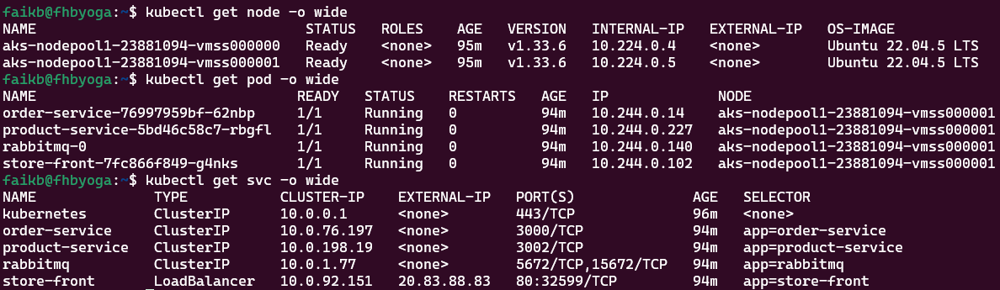 faikb@fhbyoga:~$ kubectl get node -o wide
NAME STATUS ROLES AGE VERSION INTERNAL-IP EXTERNAL-IP OS-IMAGE
aks-nodepool1-23881094-vmss000000 Ready <none> 95m v1.33.6 10.224.0.4 <none> Ubuntu 22.04.5 LTS
aks-nodepool1-23881094-vmss000001 Ready <none> 95m v1.33.6 10.224.0.5 <none> Ubuntu 22.04.5 LTS
faikb@fhbyoga:~$ kubectl get pod -o wide
NAME READY STATUS RESTARTS AGE IP NODE
order-service-76997959bf-62nbp 1/1 Running 0 94m 10.244.0.14 aks-nodepool1-23881094-vmss000001
product-service-5bd46c58c7-rbgfl 1/1 Running 0 94m 10.244.0.227 aks-nodepool1-23881094-vmss000001
rabbitmq-0 1/1 Running 0 94m 10.244.0.140 aks-nodepool1-23881094-vmss000001
store-front-7fc866f849-g4nks 1/1 Running 0 94m 10.244.0.102 aks-nodepool1-23881094-vmss000001
faikb@fhbyoga:~$ kubectl get svc -o wide
NAME TYPE CLUSTER-IP EXTERNAL-IP PORT(S) AGE SELECTOR
kubernetes ClusterIP 10.0.0.1 <none> 443/TCP 96m <none>
order-service ClusterIP 10.0.76.197 <none> 3000/TCP 94m app=order-service
product-service ClusterIP 10.0.198.19 <none> 3002/TCP 94m app=product-service
rabbitmq ClusterIP 10.0.1.77 <none> 5672/TCP,15672/TCP 94m app=rabbitmq
store-front LoadBalancer 10.0.92.151 20.83.88.83 80:32599/TCP 94m app=store-front